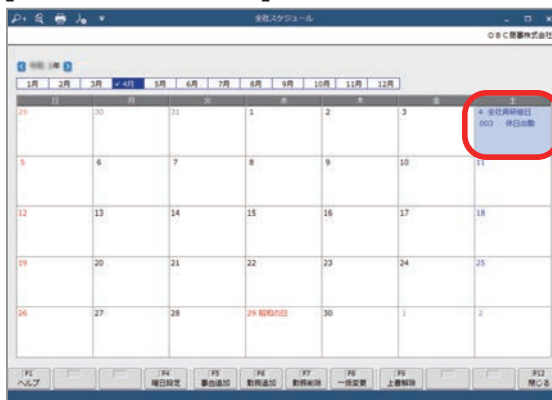 全社スケジュール
OBC商事株式会社
年
1月 2月 3月 ✓4月 5月 6月 7月 8月 9月 10月 11月 12月
日 月 火 水 木 金 土
29 30 31 1 2 3 4 全社員研修日
003 休日出勤
5 6 7 8 9 10 11
12 13 14 15 16 17 18
19 20 21 22 23 24 25
26 27 28 29 昭和の日 30 1 2
F1 F4 F5 F6 F7 F8 F9 F12
ヘルプ 曜日設定 事由追加 勤務追加 勤務削除 一括変更 上書解除 閉じる